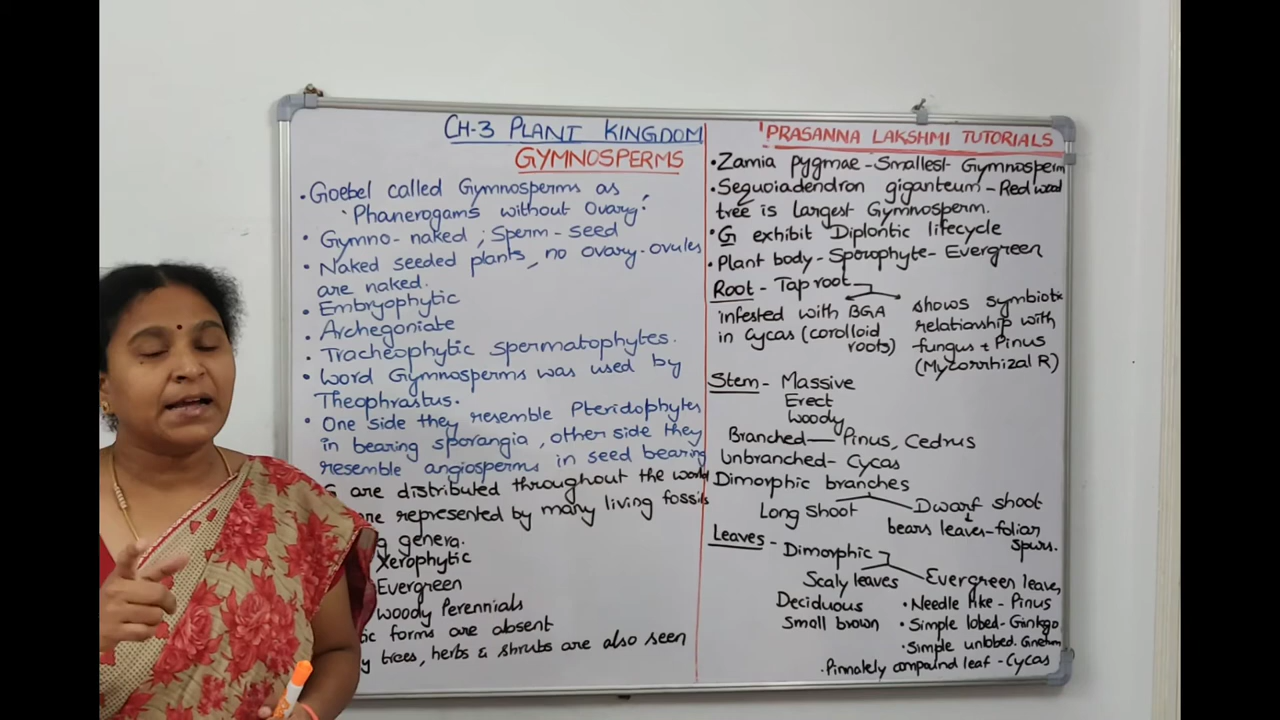 CH-3 PLANT KINGDOM
GYMNOSPERMS
• Goebel called Gymnosperms as
'Phanerogams without Ovary'.
• Gymno- naked ; Sperm - seed
• Naked seeded plants, no ovary-ovules
are naked.
• Embryophytic
• Archegoniate
• Tracheophytic spermatophytes.
• Word Gymnosperms was used by
Theophrastus.
• One side they resemble Pteridophytes
in bearing sporangia, other side they
resemble angiosperms in seed bearing
G are distributed throughout the world
are represented by many living fossils
genera.
Xerophytic
Evergreen
Woody Perennials
forms are absent
trees, herbs & shrubs are also seen
PRASANNA LAKSHMI TUTORIALS
• Zamia pygmae - Smallest Gymnosperm
• Sequoiadendron giganteum - Red wood
tree is largest Gymnosperm.
• G exhibit Diplontic lifecycle
• Plant body - Sporophyte - Evergreen
Root - Tap root
infested with BGA
in Cycas (corolloid
roots)
shows symbiotic
relationship with
fungus + Pinus
(Mycorrhizal R)
Stem - Massive
Erect
Woody
Branched - Pinus, Cedrus
Unbranched - Cycas
Dimorphic branches
Long Shoot
Dwarf shoot
bears leaves - foliar
spurs.
Leaves - Dimorphic
Scaly leaves
Deciduous
Small brown
Evergreen leaves
• Needle like - Pinus
• Simple lobed - Ginkgo
• Simple unlobed. Gnetum
• Pinnately compound leaf - Cycas